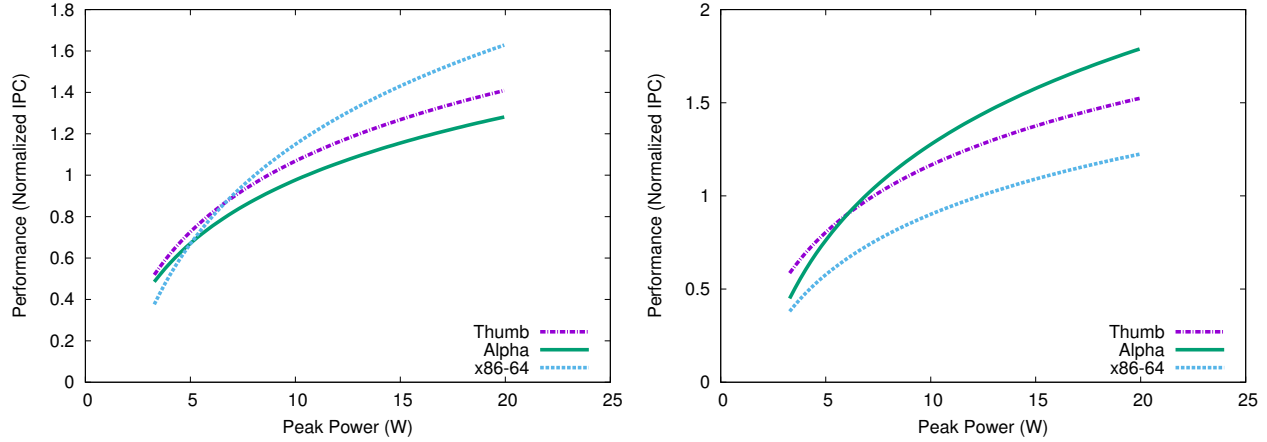 Performance (Normalized IPC)
1.8
1.6
1.4
1.2
1
0.8
0.6
0.4
0.2
0
0 5 10 15 20 25
Peak Power (W)
Thumb
Alpha
x86-64
Performance (Normalized IPC)
2
1.5
1
0.5
0
0 5 10 15 20 25
Peak Power (W)
Thumb
Alpha
x86-64